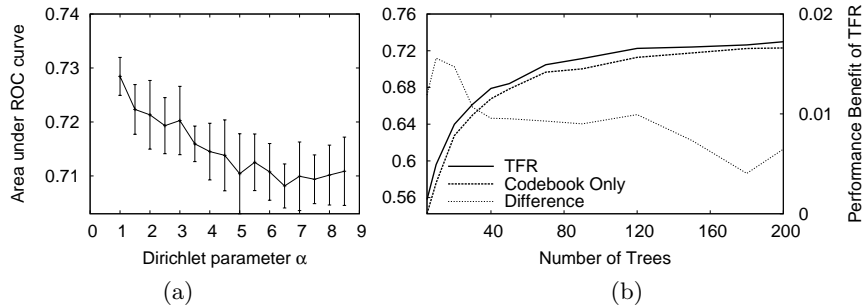 0.74
0.73
0.72
0.71
Area under ROC curve
0 1 2 3 4 5 6 7 8 9
Dirichlet parameter α
(a)
0.76
0.72
0.68
0.64
0.6
0.56
TFR
Codebook Only
Difference
40 80 120 160 200
Number of Trees
0.02
0.01
0
Performance Benefit of TFR
(b)